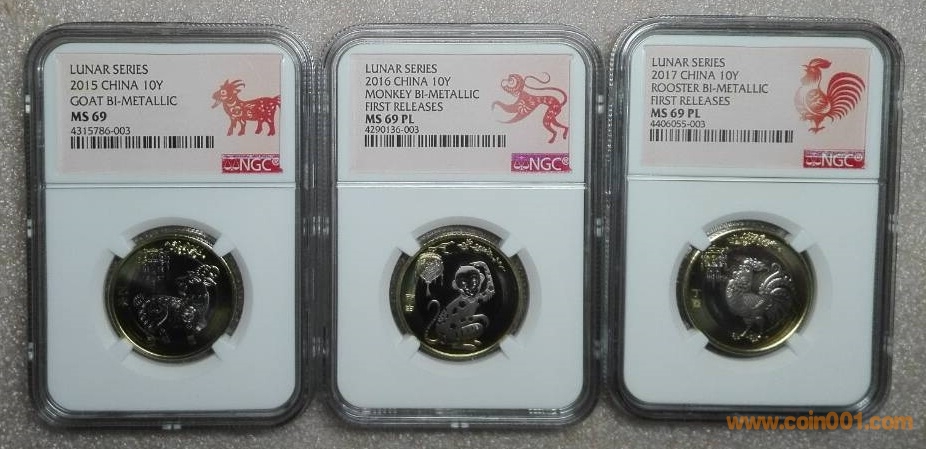 LUNAR SERIES
2015 CHINA 10Y
GOAT BI-METALLIC
MS 69
4315786-003
NGC®
LUNAR SERIES
2016 CHINA 10Y
MONKEY BI-METALLIC
FIRST RELEASES
MS 69 PL
4290136-003
NGC®
LUNAR SERIES
2017 CHINA 10Y
ROOSTER BI-METALLIC
FIRST RELEASES
MS 69 PL
4406055-003
NGC®
www.coin001.com